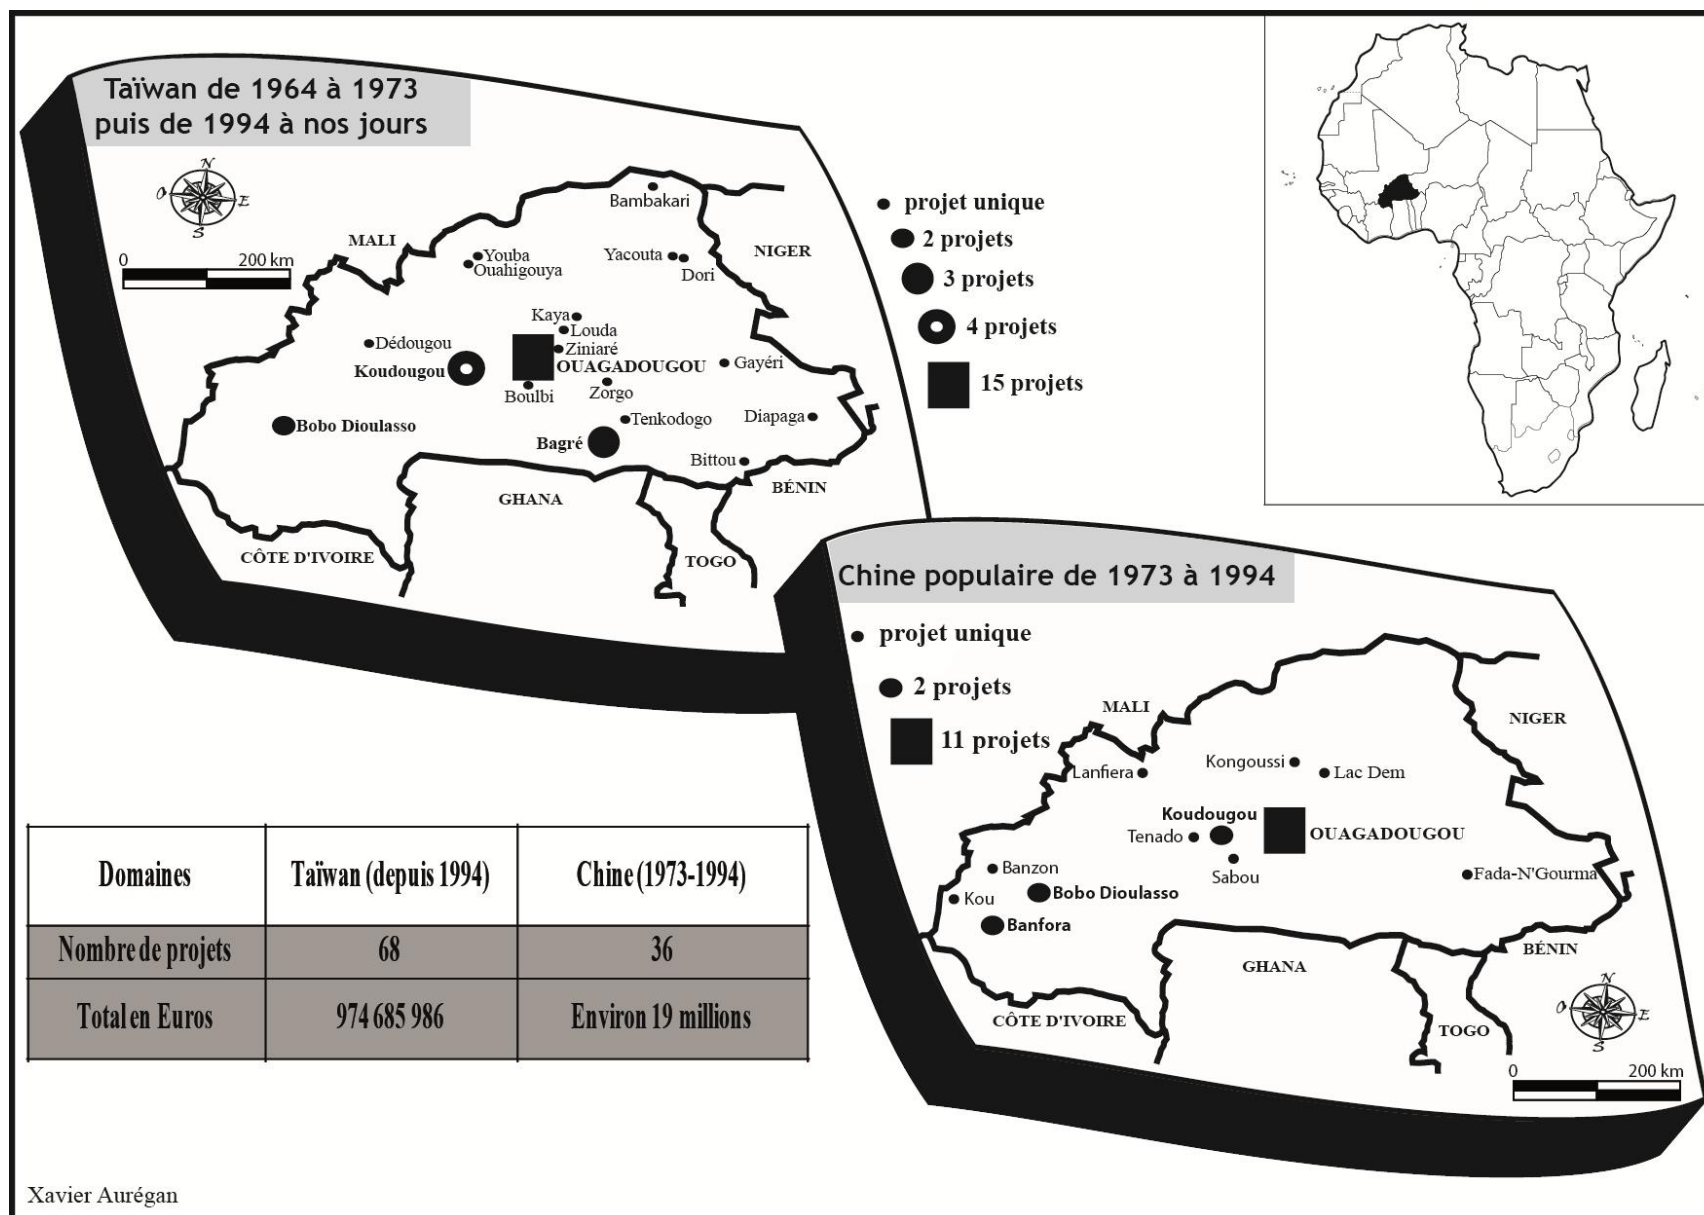 Taïwan de 1964 à 1973
puis de 1994 à nos jours
N
O
E
S
0
200 km
MALI
NIGER
Bambakari
Youba
Ouahigouya
Yacouta
Dori
Kaya
Louda
Ziniaré
Dédougou
Koudougou
OUAGADOUGOU
Gayéri
Boulbi
Zorgo
Bobo Dioulasso
Tenkodogo
Diapaga
Bagré
Bittou
GHANA
BÉNIN
CÔTE D'IVOIRE
TOGO
projet unique
2 projets
3 projets
4 projets
15 projets
Chine populaire de 1973 à 1994
projet unique
2 projets
11 projets
MALI
NIGER
Lanfiera
Kongoussi
Lac Dem
Koudougou
Tenado
OUAGADOUGOU
Sabou
Banzon
Fada-N'Gourma
Kou
Bobo Dioulasso
Banfora
GHANA
BÉNIN
CÔTE D'IVOIRE
TOGO
N
O
E
S
0
200 km
Domaines
Taïwan (depuis 1994)
Chine (1973-1994)
Nombre de projets
68
36
Total en Euros
974 685 986
Environ 19 millions
Xavier Aurégan